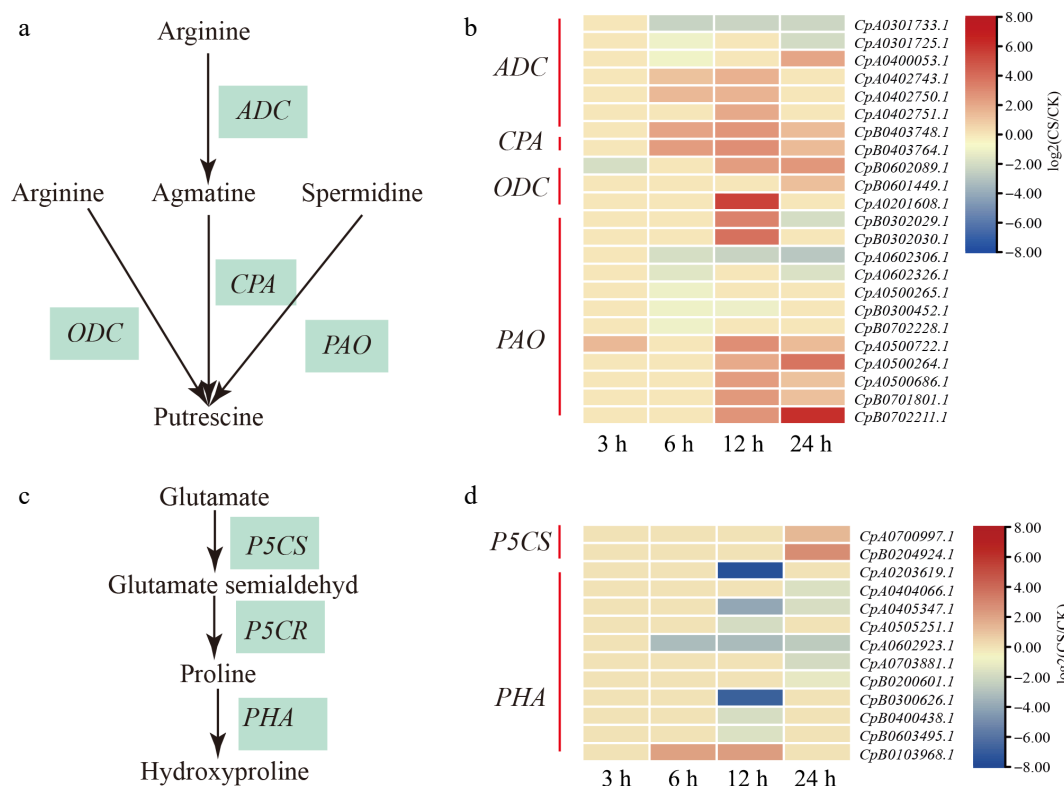 a
Arginine
ADC
Arginine
Agmatine
Spermidine
CPA
ODC
PAO
Putrescine
b
ADC
CPA
ODC
PAO
CpA0301733.1
CpA0301725.1
CpA0400053.1
CpA0402743.1
CpA0402750.1
CpA0402751.1
CpB0403748.1
CpB0403764.1
CpB0602089.1
CpB0601449.1
CpA0201608.1
CpB0302029.1
CpB0302030.1
CpA0602306.1
CpA0602326.1
CpA0500265.1
CpB0300452.1
CpB0702228.1
CpA0500722.1
CpA0500264.1
CpA0500686.1
CpB0701801.1
CpB0702211.1
3 h 6 h 12 h 24 h
8.00
6.00
4.00
2.00
0.00
−2.00
−4.00
−6.00
−8.00
log2(CS/CK)
c
Glutamate
P5CS
Glutamate semialdehyd
P5CR
Proline
PHA
Hydroxyproline
d
P5CS
PHA
CpA0700997.1
CpB0204924.1
CpA0203619.1
CpA0404066.1
CpA0405347.1
CpA0505251.1
CpA0602923.1
CpA0703881.1
CpB0200601.1
CpB0300626.1
CpB0400438.1
CpB0603495.1
CpB0103968.1
3 h 6 h 12 h 24 h
8.00
6.00
4.00
2.00
0.00
−2.00
−4.00
−6.00
−8.00
log2(CS/CK)